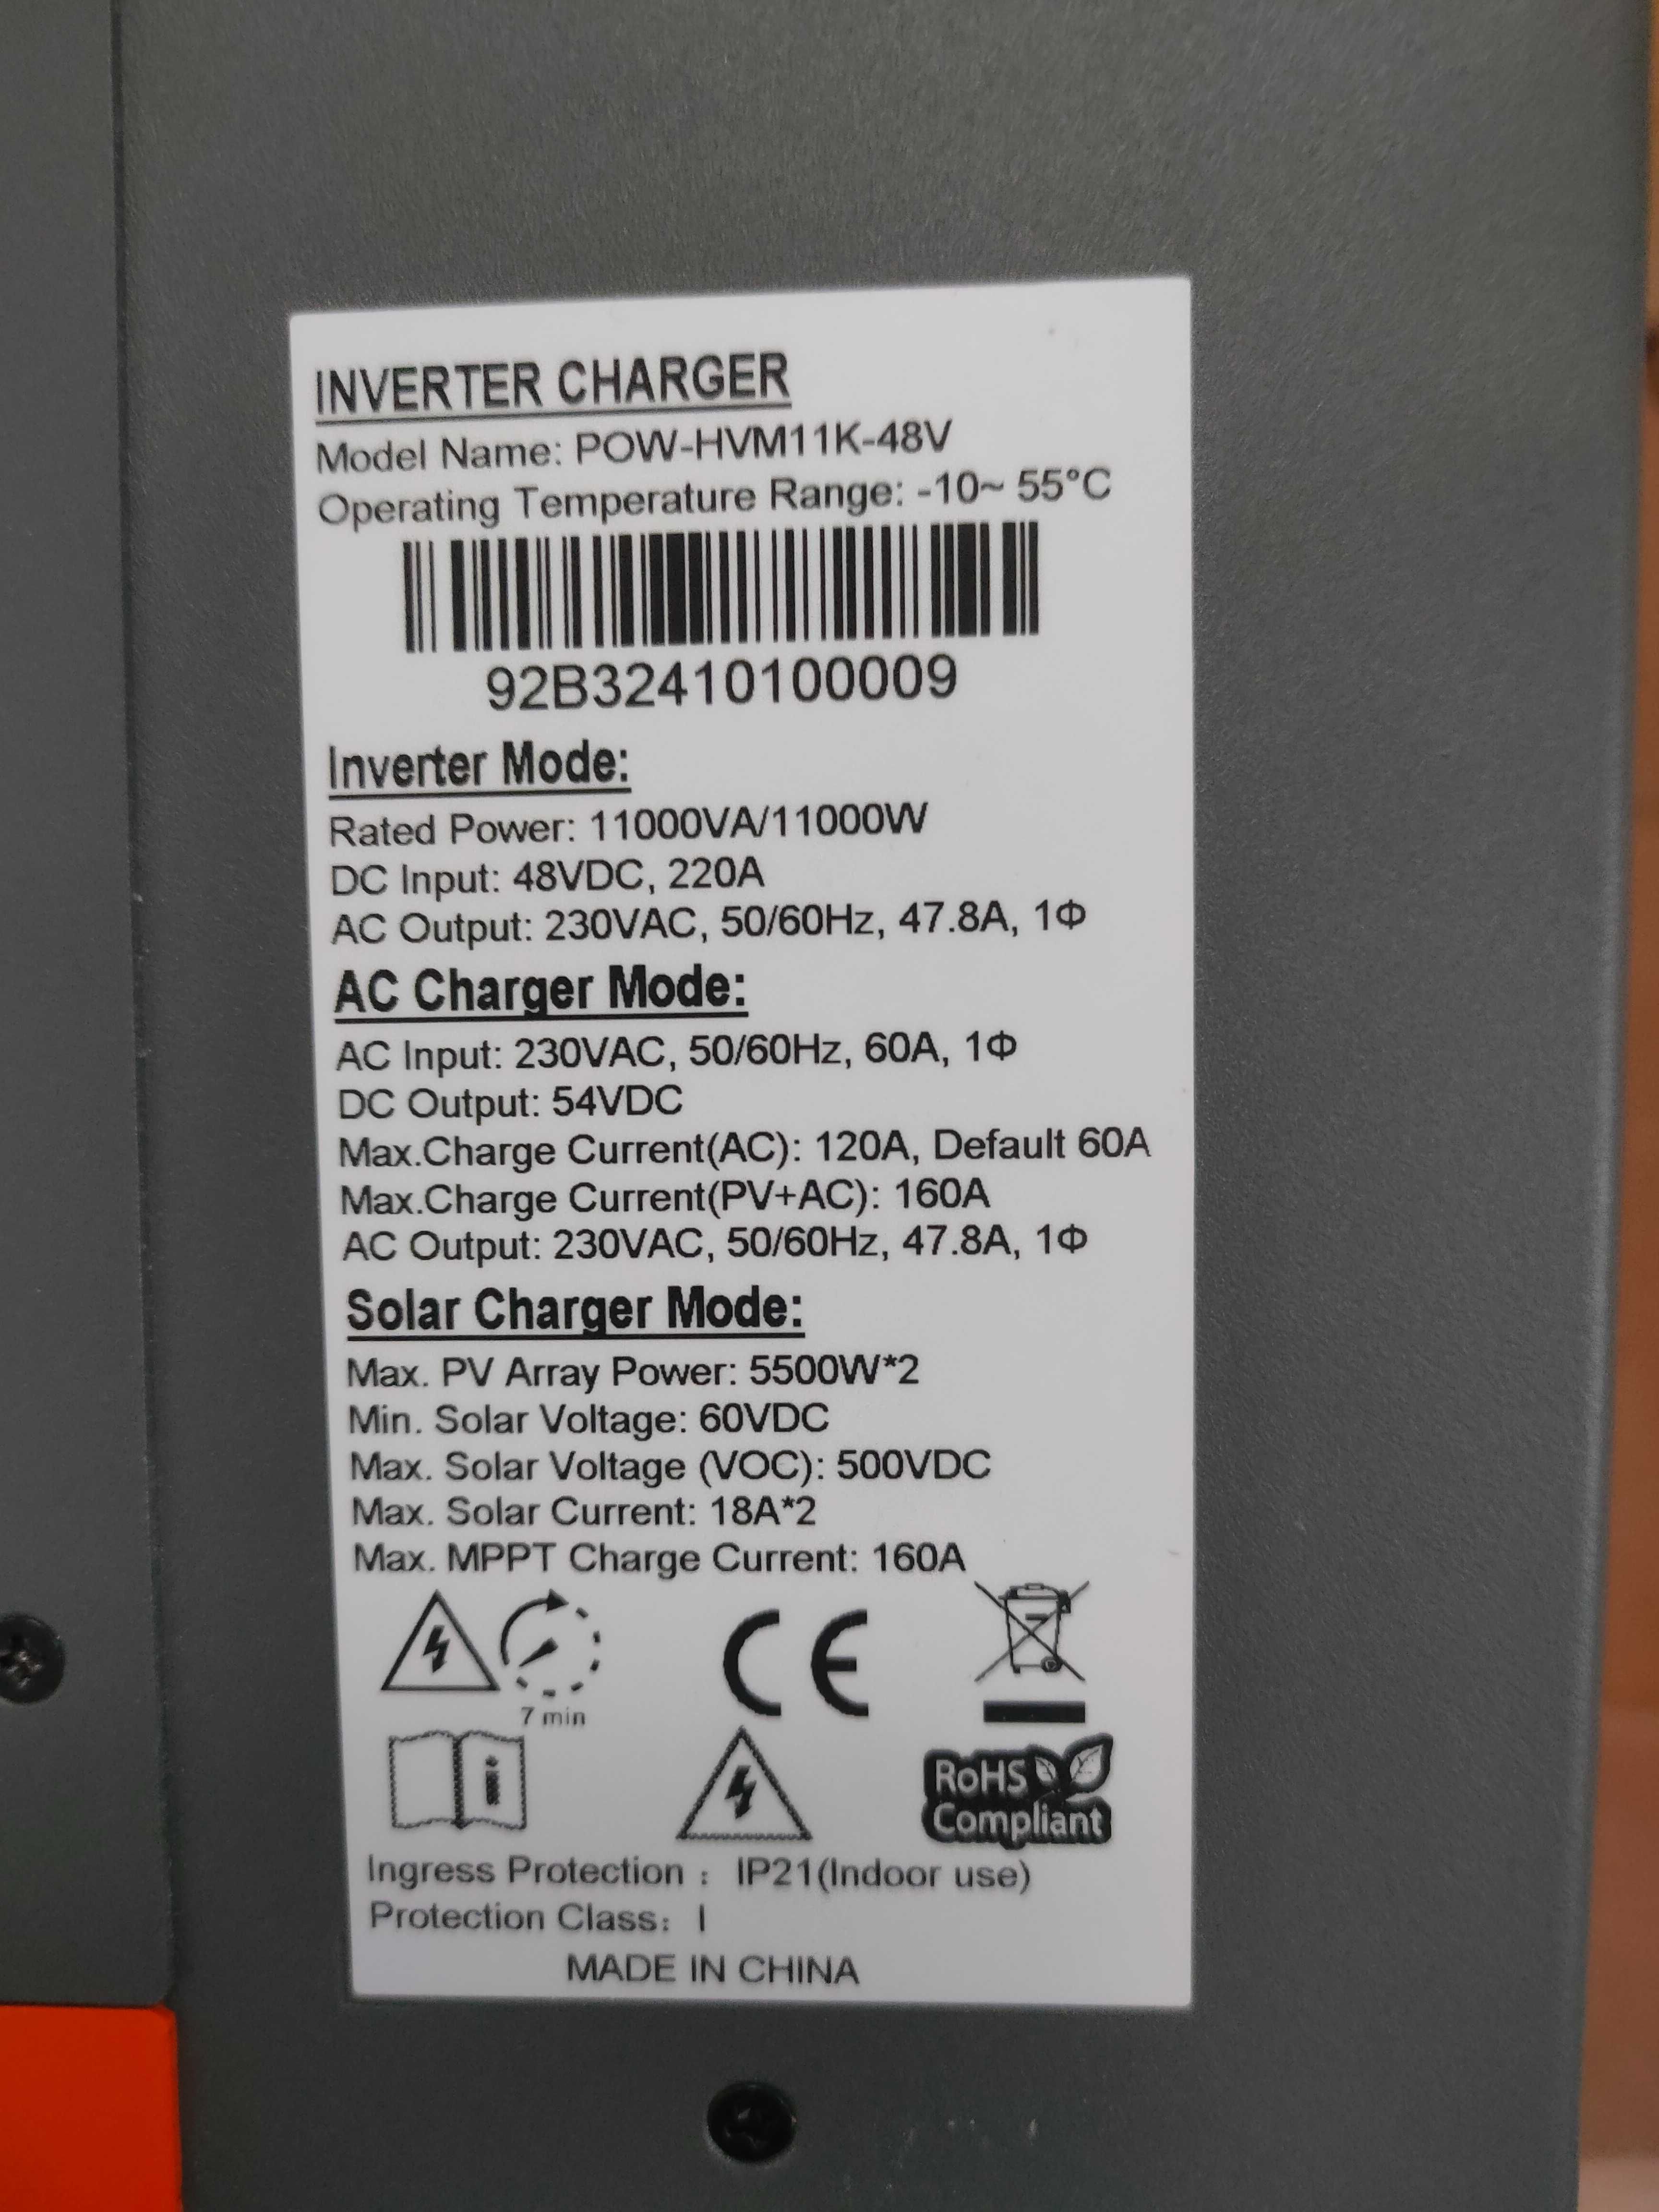 INVERTER CHARGER
Model Name: POW-HVM11K-48V
Operating Temperature Range: -10~ 55°C
92B32410100009
Inverter Mode:
Rated Power: 11000VA/11000W
DC Input: 48VDC, 220A
AC Output: 230VAC, 50/60Hz, 47.8A, 1Φ
AC Charger Mode:
AC Input: 230VAC, 50/60Hz, 60A, 1Φ
DC Output: 54VDC
Max.Charge Current(AC): 120A, Default 60A
Max.Charge Current(PV+AC): 160A
AC Output: 230VAC, 50/60Hz, 47.8A, 1Φ
Solar Charger Mode:
Max. PV Array Power: 5500W*2
Min. Solar Voltage: 60VDC
Max. Solar Voltage (VOC): 500VDC
Max. Solar Current: 18A*2
Max. MPPT Charge Current: 160A
7 min
CE
RoHS
Compliant
Ingress Protection : IP21(Indoor use)
Protection Class: I
MADE IN CHINA